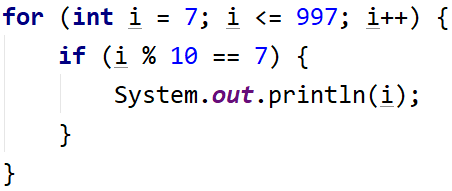 for (int i = 7; i <= 997; i++) {
    if (i % 10 == 7) {
        System.out.println(i);
    }
}